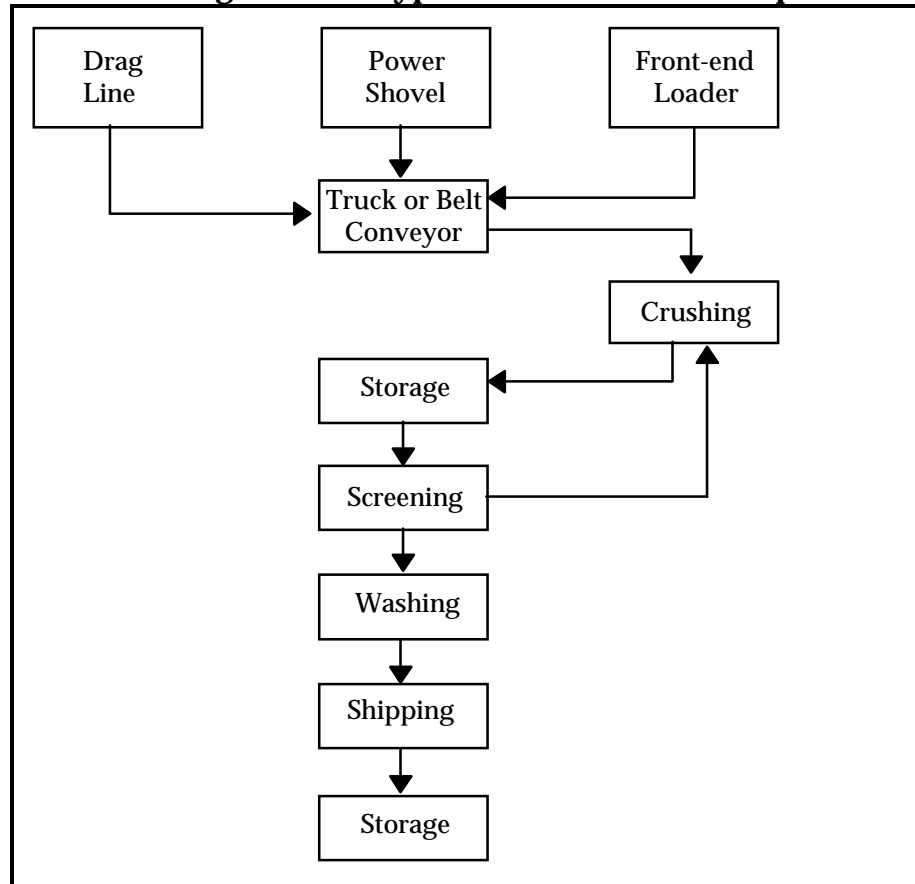 Drag
Line
Power
Shovel
Front-end
Loader
Truck or Belt
Conveyor
Crushing
Storage
Screening
Washing
Shipping
Storage